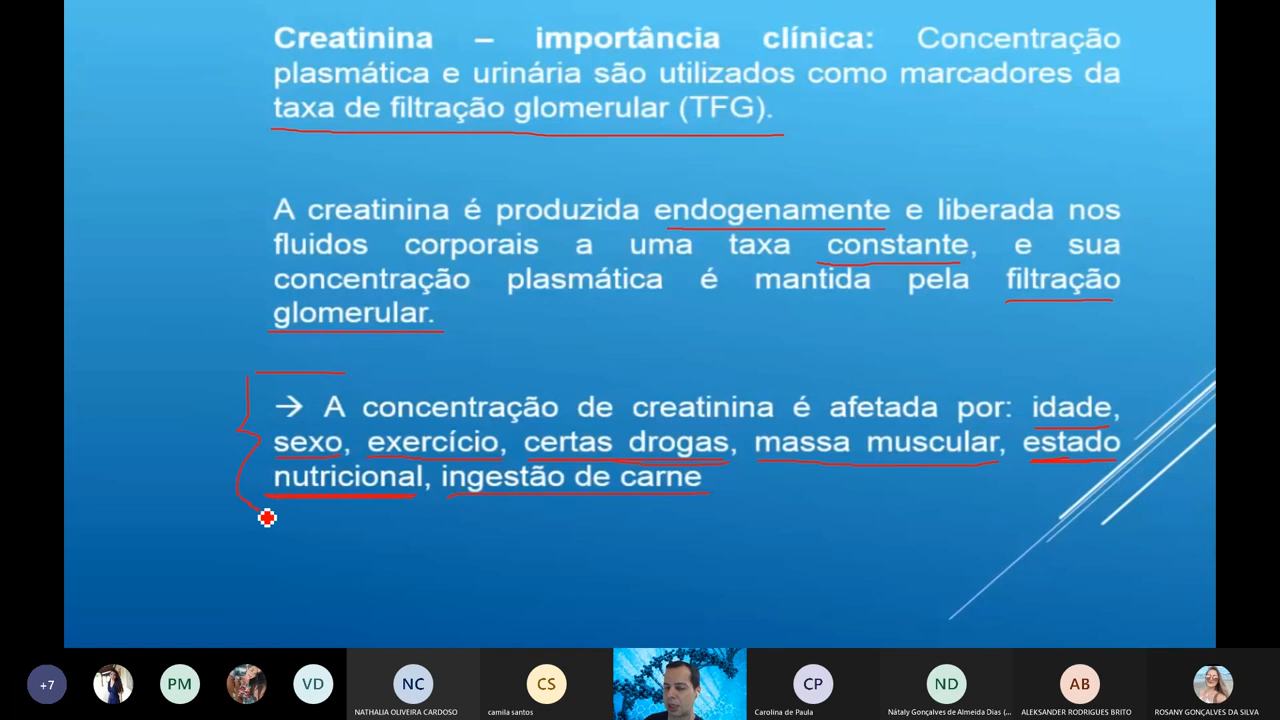 Creatinina – importância clínica: Concentração
plasmática e urinária são utilizados como marcadores da
taxa de filtração glomerular (TFG).
A creatinina é produzida endogenamente e liberada nos
fluidos corporais a uma taxa constante, e sua
concentração plasmática é mantida pela filtração
glomerular.
→ A concentração de creatinina é afetada por: idade,
sexo, exercício, certas drogas, massa muscular, estado
nutricional, ingestão de carne
+7 PM VD NC CS CP ND AB
NATHALIA OLIVEIRA CARDOSO camila santos Carolina de Paula Nátaly Gonçalves de Almeida Dias (... ALEKSANDER RODRIGUES BRITO ROSANY GONÇALVES DA SILVA